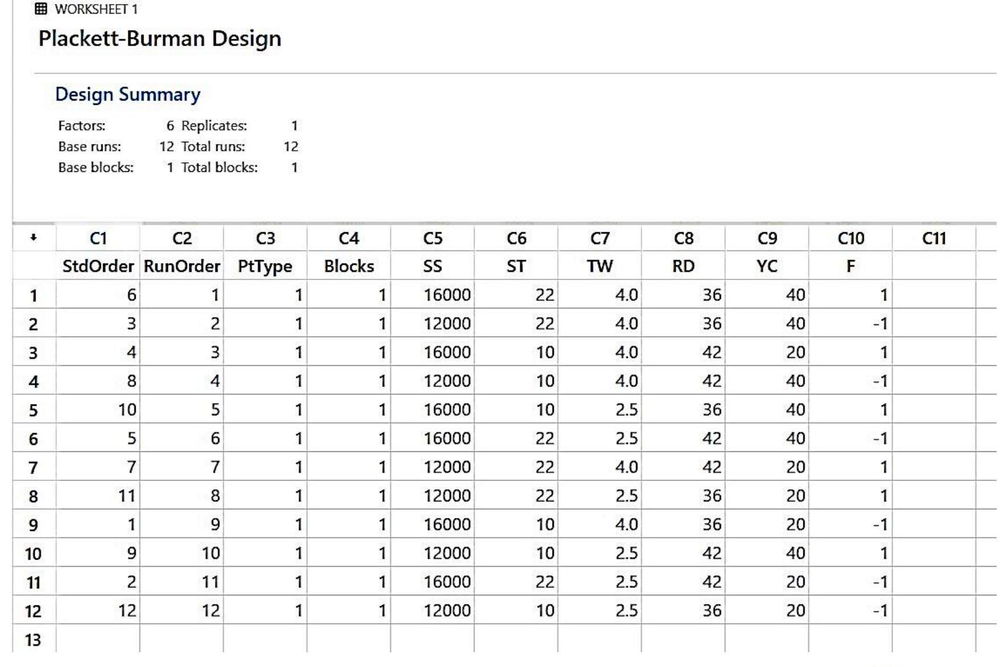 WORKSHEET 1
Plackett-Burman Design
Design Summary
Factors: 6 Replicates: 1
Base runs: 12 Total runs: 12
Base blocks: 1 Total blocks: 1
C1 C2 C3 C4 C5 C6 C7 C8 C9 C10 C11
StdOrder RunOrder PtType Blocks SS ST TW RD YC F
1 6 1 1 1 16000 22 4.0 36 40 1
2 3 2 1 1 12000 22 4.0 36 40 -1
3 4 3 1 1 16000 10 4.0 42 20 1
4 8 4 1 1 12000 10 4.0 42 40 -1
5 10 5 1 1 16000 10 2.5 36 40 1
6 5 6 1 1 16000 22 2.5 42 40 -1
7 7 7 1 1 12000 22 4.0 42 20 1
8 11 8 1 1 12000 22 2.5 36 20 1
9 1 9 1 1 16000 10 4.0 36 20 -1
10 9 10 1 1 12000 10 2.5 42 40 1
11 2 11 1 1 16000 22 2.5 42 20 -1
12 12 12 1 1 12000 10 2.5 36 20 -1
13